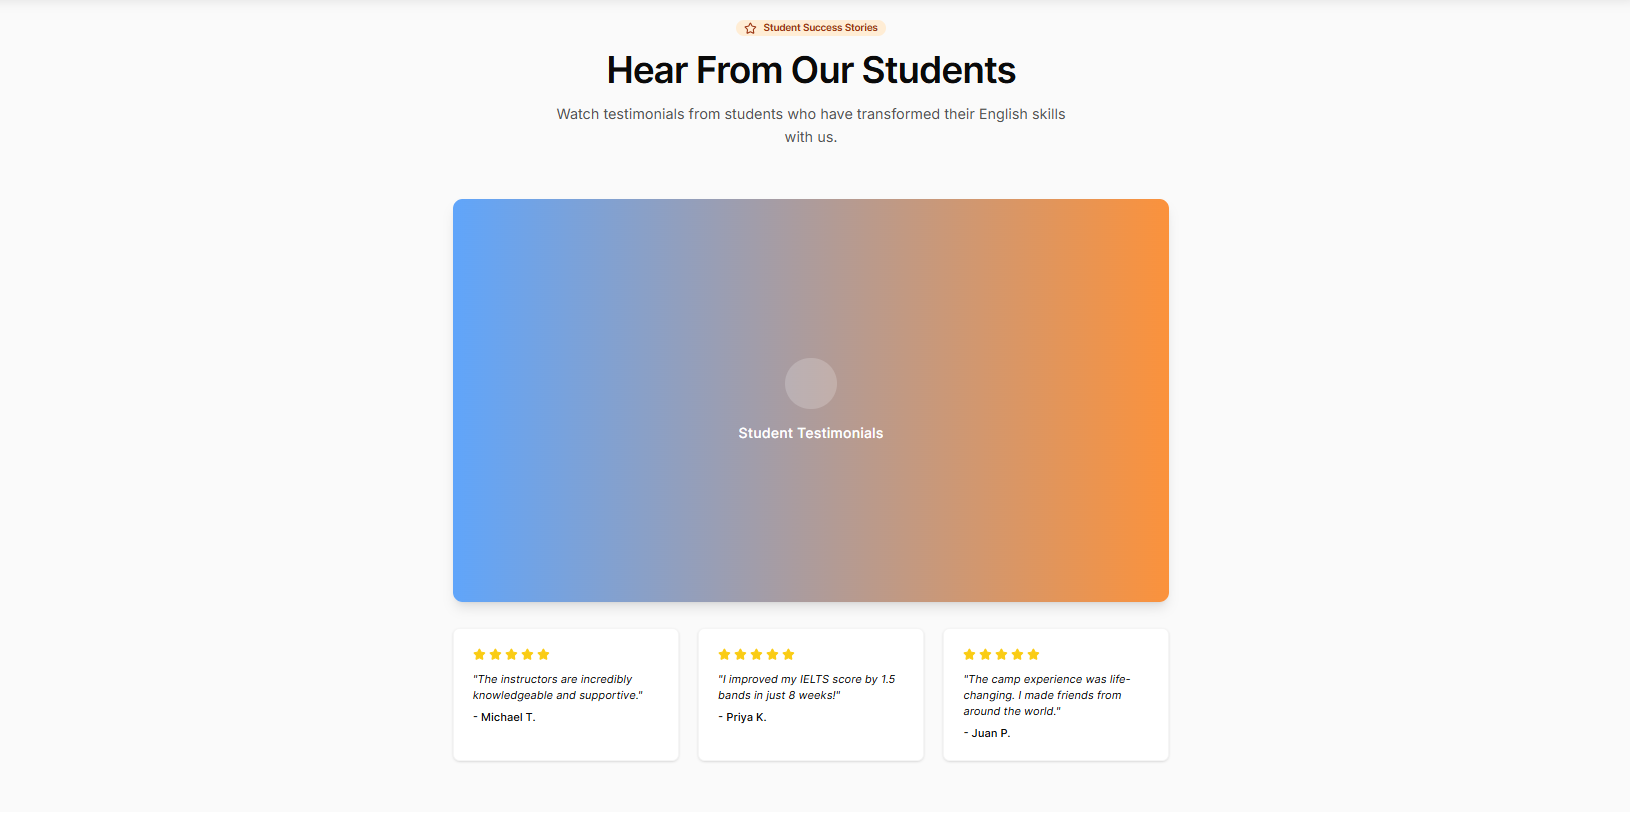 Student Success Stories
Hear From Our Students
Watch testimonials from students who have transformed their English skills
with us.
Student Testimonials
"The instructors are incredibly
knowledgeable and supportive."
- Michael T.
"I improved my IELTS score by 1.5
bands in just 8 weeks!"
- Priya K.
"The camp experience was life-
changing. I made friends from
around the world."
- Juan P.